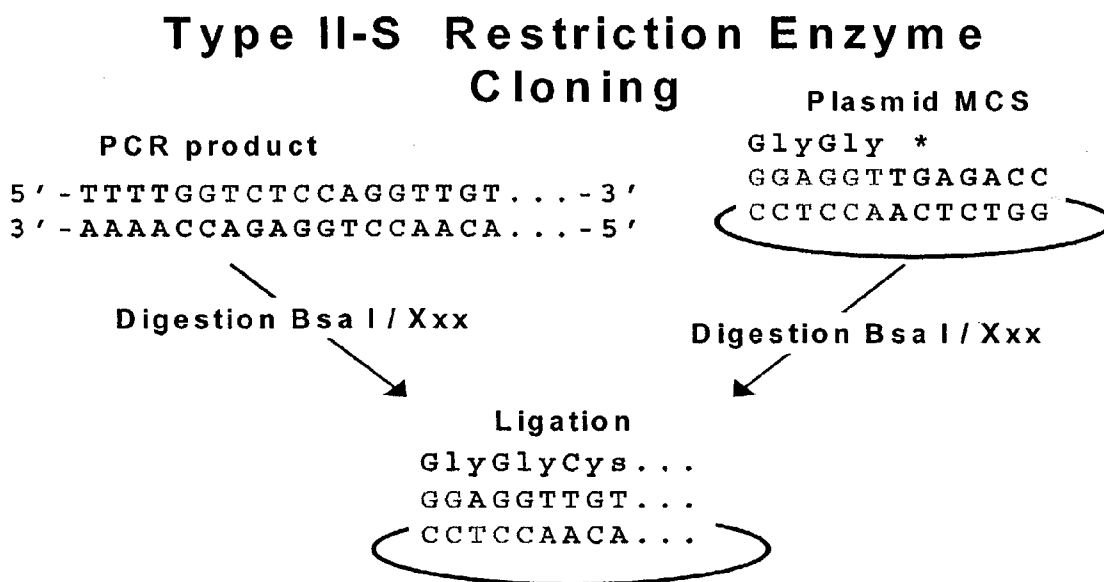 Type II-S Restriction Enzyme
Cloning
PCR product
5'-TTTTGGTCTCCAGGTTGT...-3'
3'-AAAACCAGAGGTCCAACA...-5'
Plasmid MCS
GlyGly *
GGAGGTTGAGACC
CCTCCAACTCTGG
Digestion Bsa I / Xxx
Digestion Bsa I / Xxx
Ligation
GlyGlyCys...
GGAGGTTGT...
CCTCCAACA...